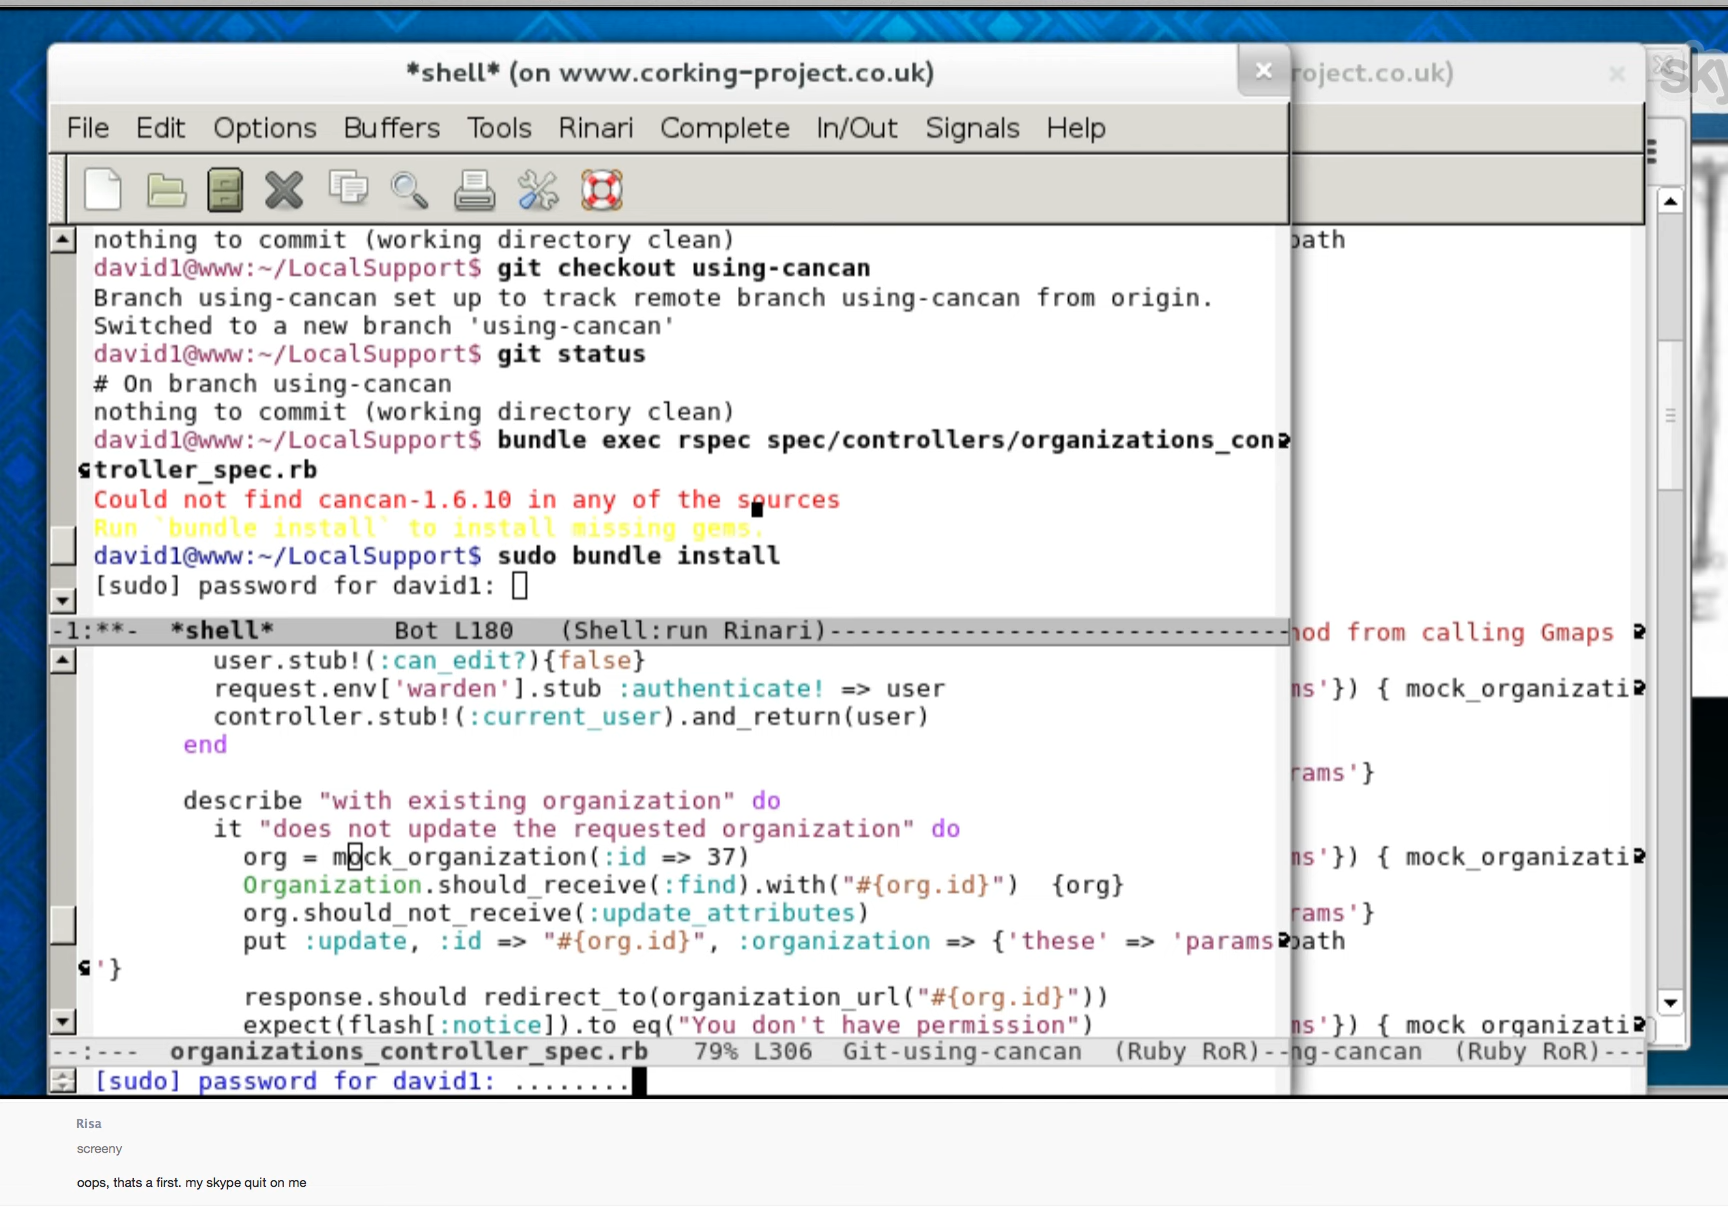 *shell* (on www.corking-project.co.uk)
roject.co.uk)
sky
File Edit Options Buffers Tools Rinari Complete In/Out Signals Help
nothing to commit (working directory clean)
david1@www:~/LocalSupport$ git checkout using-cancan
Branch using-cancan set up to track remote branch using-cancan from origin.
Switched to a new branch 'using-cancan'
david1@www:~/LocalSupport$ git status
# On branch using-cancan
nothing to commit (working directory clean)
david1@www:~/LocalSupport$ bundle exec rspec spec/controllers/organizations_con
troller_spec.rb
Could not find cancan-1.6.10 in any of the sources
Run `bundle install` to install missing gems.
david1@www:~/LocalSupport$ sudo bundle install
[sudo] password for david1:
-1:**- *shell* Bot L180 (Shell:run Rinari)-------------------------------
user.stub!(:can_edit?){false}
request.env['warden'].stub :authenticate! => user
controller.stub!(:current_user).and_return(user)
end
describe "with existing organization" do
it "does not update the requested organization" do
org = mock_organization(:id => 37)
Organization.should_receive(:find).with("#{org.id}") {org}
org.should_not_receive(:update_attributes)
put :update, :id => "#{org.id}", :organization => {'these' => 'params
'}
response.should redirect_to(organization_url("#{org.id}"))
expect(flash[:notice]).to eq("You don't have permission")
--:--- organizations_controller_spec.rb 79% L306 Git-using-cancan (Ruby RoR)--
[sudo] password for david1: ........
path
hod from calling Gmaps
ms'}) { mock_organizati
rams'}
ms'}) { mock_organizati
rams'}
path
ms'}) { mock_organizati
ng-cancan (Ruby RoR)---
Risa
screeny
oops, thats a first. my skype quit on me